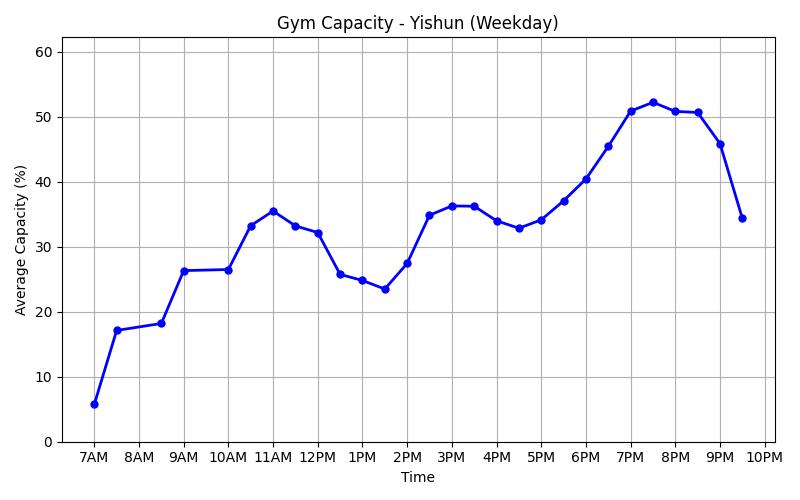 Gym Capacity - Yishun (Weekday)
Average Capacity (%)
60
50
40
30
20
10
0
7AM 8AM 9AM 10AM 11AM 12PM 1PM 2PM 3PM 4PM 5PM 6PM 7PM 8PM 9PM 10PM
Time